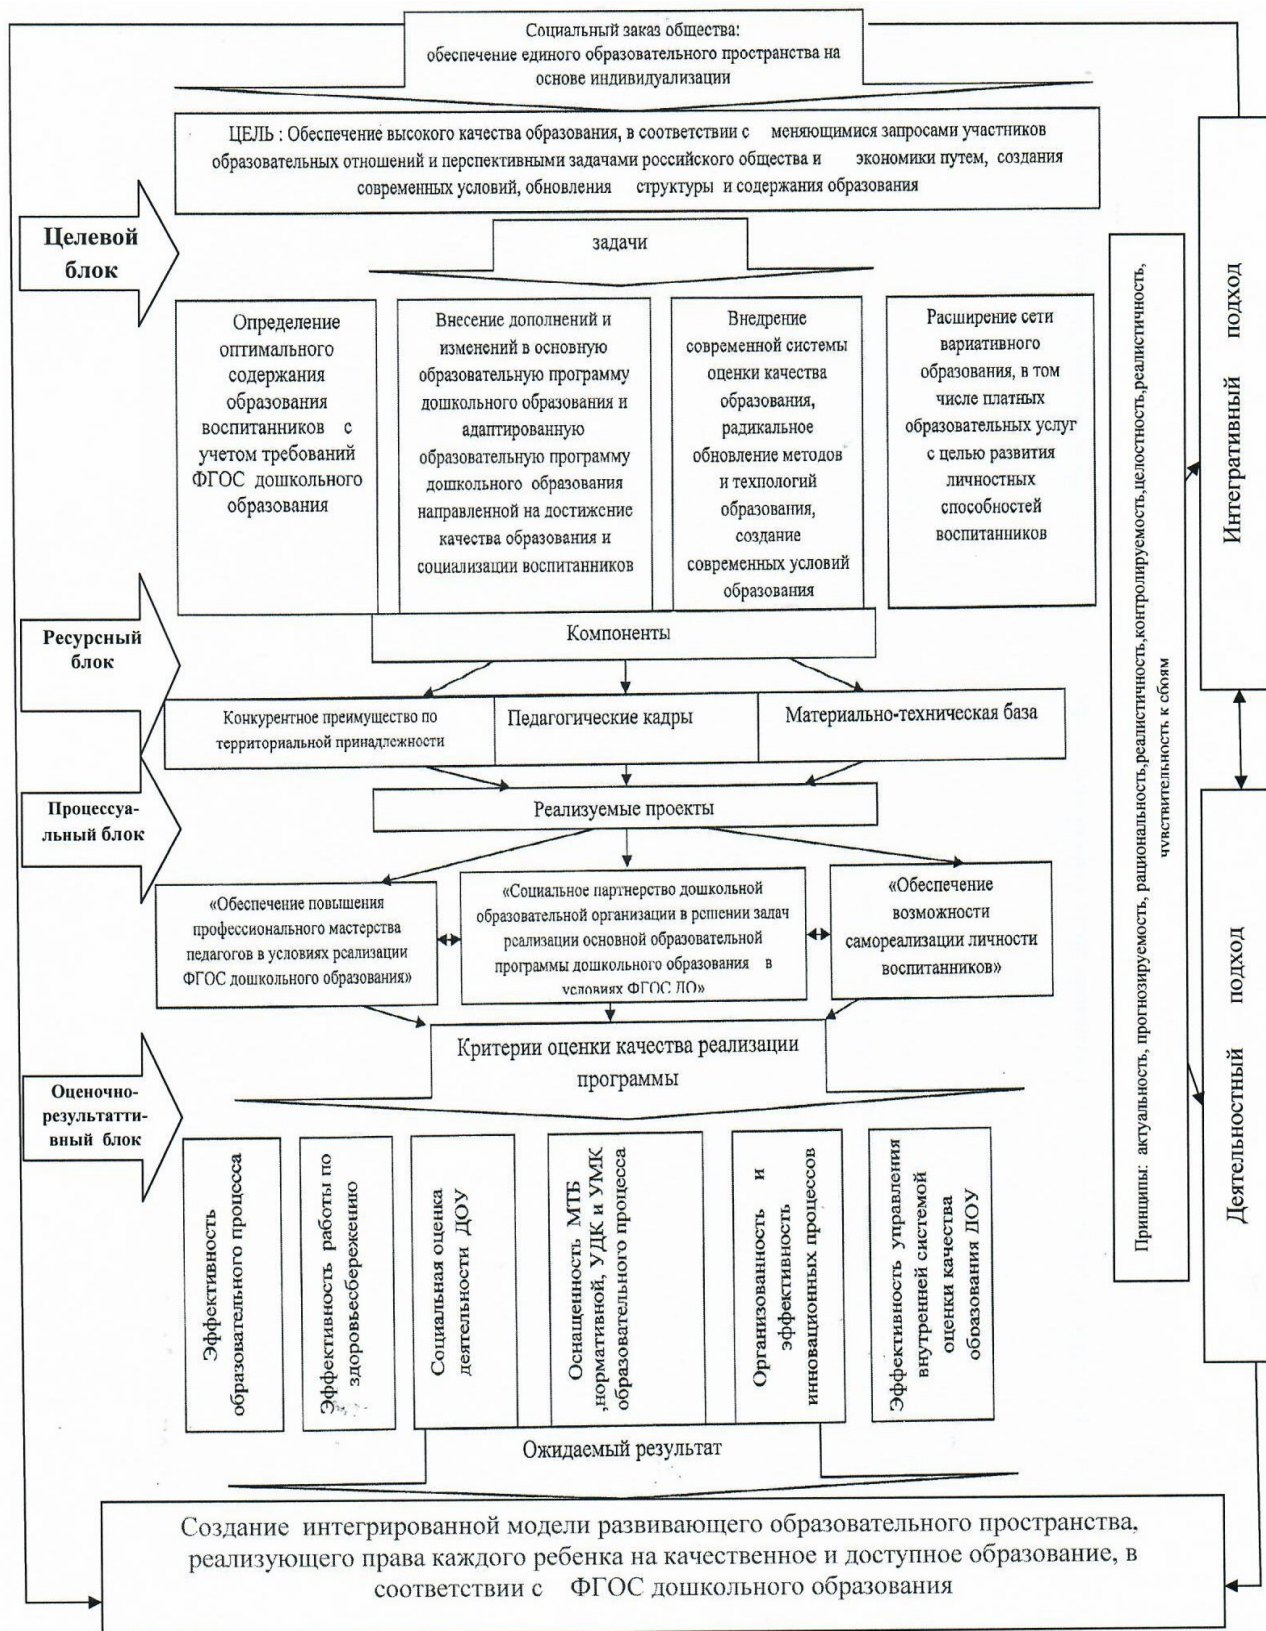 Социальный заказ общества:
обеспечение единого образовательного пространства на
основе индивидуализации
ЦЕЛЬ : Обеспечение высокого качества образования, в соответствии с меняющимися запросами участников
образовательных отношений и перспективными задачами российского общества и экономики путем, создания
современных условий, обновления структуры и содержания образования
Целевой
блок
задачи
Определение
оптимального
содержания
образования
воспитанников с
учетом требований
ФГОС дошкольного
образования
Внесение дополнений и
изменений в основную
образовательную программу
дошкольного образования и
адаптированную
образовательную программу
дошкольного образования
направленной на достижение
качества образования и
социализации воспитанников
Внедрение
современной системы
оценки качества
образования,
радикальное
обновление методов
и технологий
образования,
создание
современных условий
образования
Расширение сети
вариативного
образования, в том
числе платных
образовательных услуг
с целью развития
личностных
способностей
воспитанников
Ресурсный
блок
Компоненты
Конкурентное преимущество по
территориальной принадлежности
Педагогические кадры
Материально-техническая база
Процессуа-
льный блок
Реализуемые проекты
«Обеспечение повышения
профессионального мастерства
педагогов в условиях реализации
ФГОС дошкольного образования»
«Социальное партнерство дошкольной
образовательной организации в решении задач
реализации основной образовательной
программы дошкольного образования в
условиях ФГОС ДО»
«Обеспечение
возможности
самореализации личности
воспитанников»
Оценочно-
результатти-
вный блок
Критерии оценки качества реализации
программы
Эффективность
образовательного процесса
Эффективность работы по
здоровьесбережению
Социальная оценка
деятельности ДОУ
Оснащенность МТБ
,нормативной, УДК и УМК
образовательного процесса
Организованность и
эффективность
инновационных процессов
Эффективность управления
внутренней системой
оценки качества
образования ДОУ
Ожидаемый результат
Создание интегрированной модели развивающего образовательного пространства,
реализующего права каждого ребенка на качественное и доступное образование, в
соответствии с ФГОС дошкольного образования
Принципы: актуальность, прогнозируемость, рациональность,реалистичность,контролируемость,целостность,реалистичность,
чувствительность к сбоям
Интегративный подход
Деятельностный подход